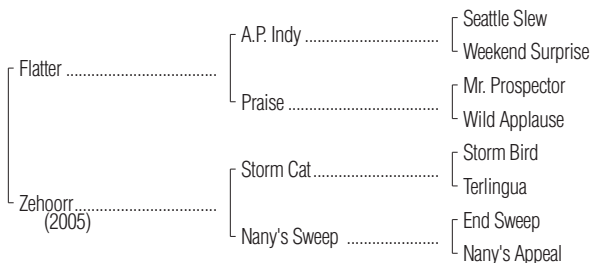 Seattle Slew
A.P. Indy
Weekend Surprise
Flatter
Mr. Prospector
Praise
Wild Applause
Storm Bird
Storm Cat
Terlingua
Zehoorr
(2005)
End Sweep
Nany's Sweep
Nany's Appeal